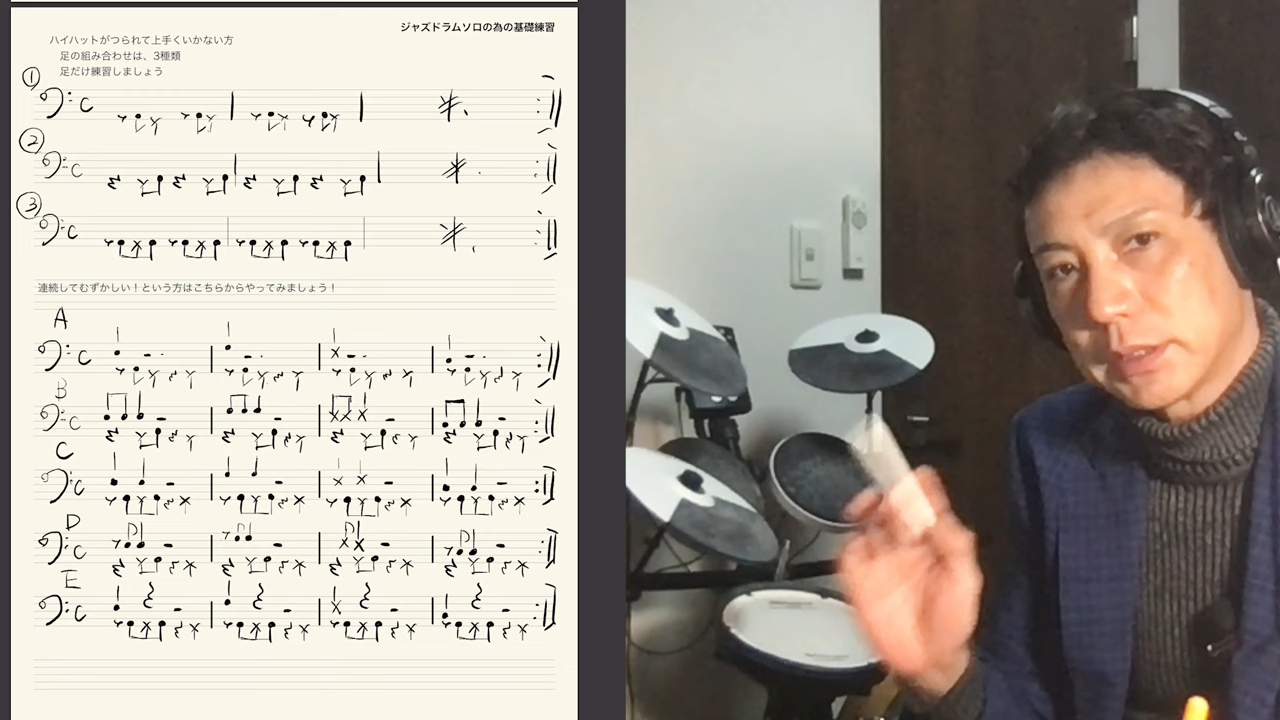 ジャズドラムソロの為の基礎練習
ハイハットがつられて上手くいかない方
足の組み合わせは、3種類
足だけ練習しましょう
①
②
③
連続してむずかしい！という方はこちらからやってみましょう！
A
B
C
D
E